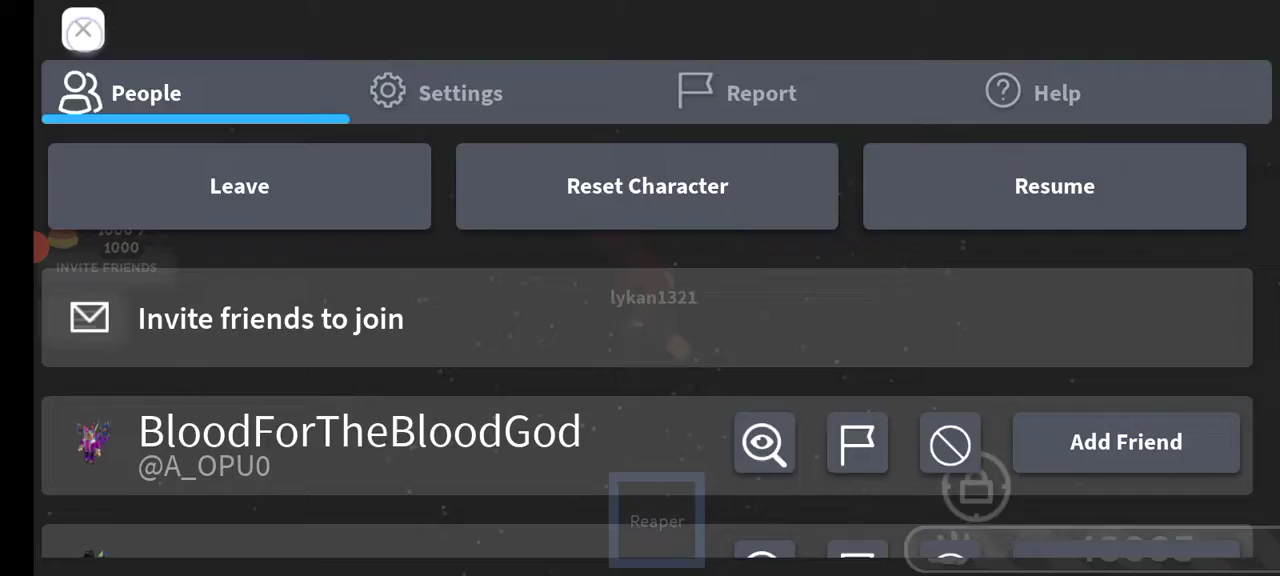 People
Settings
Report
Help
Leave
Reset Character
Resume
1000 /
1000
INVITE FRIENDS
lykan1321
Invite friends to join
BloodForTheBloodGod
@A_OPU0
Add Friend
Reaper